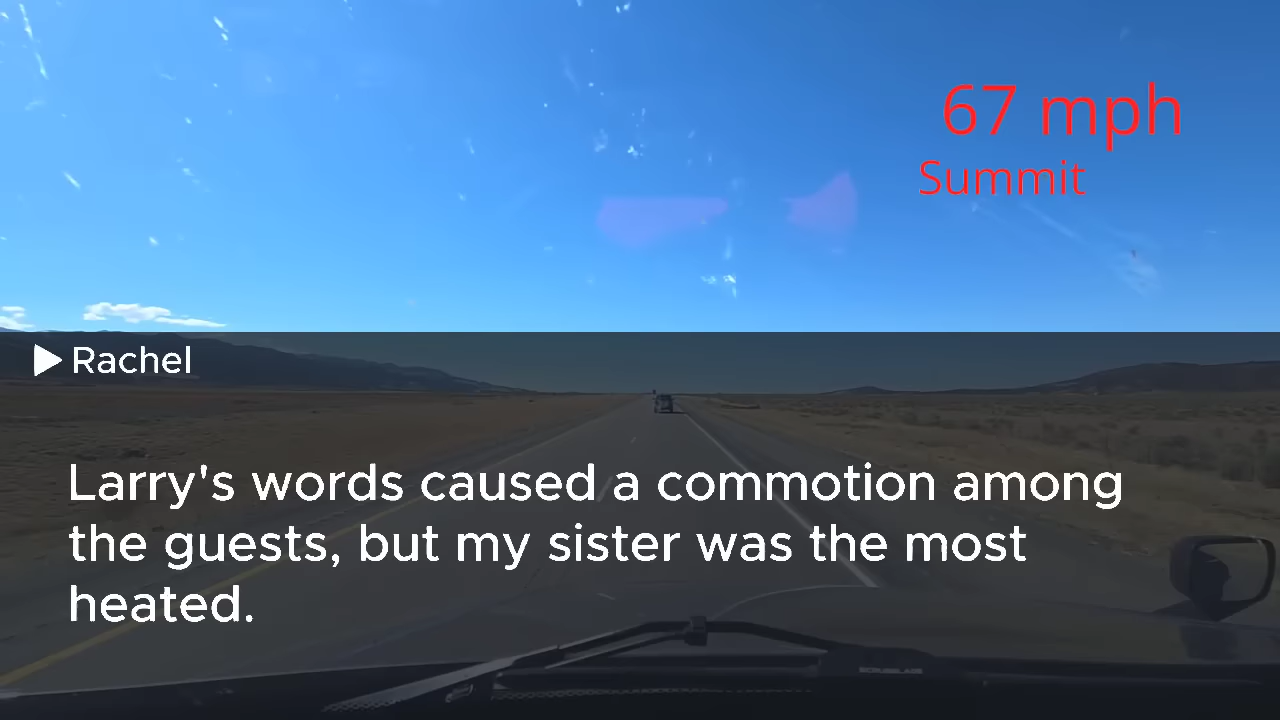 67 mph
Summit
Rachel
Larry's words caused a commotion among
the guests, but my sister was the most
heated.